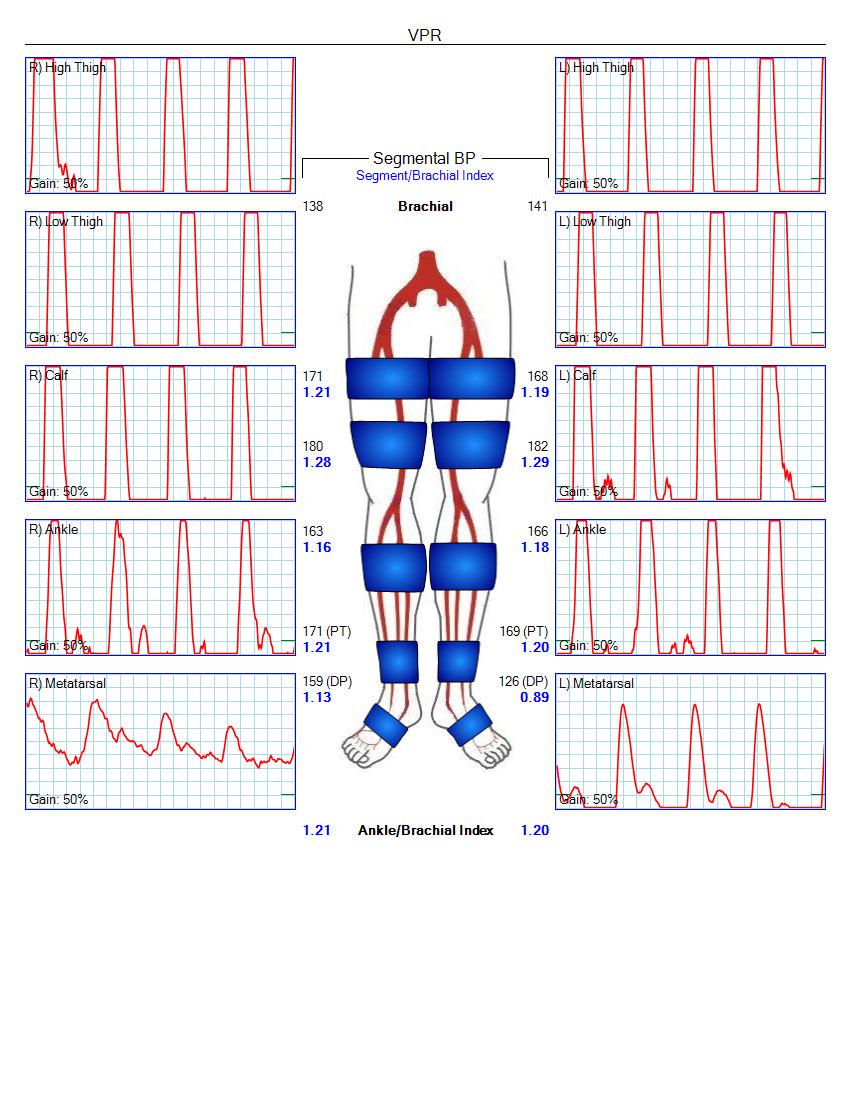 VPR
R) High Thigh
Gain: 50%
L) High Thigh
Gain: 50%
Segmental BP
Segment/Brachial Index
138 Brachial 141
R) Low Thigh
Gain: 50%
L) Low Thigh
Gain: 50%
R) Calf
Gain: 50%
171 168
1.21 1.19
180 182
1.28 1.29
L) Calf
Gain: 50%
R) Ankle
Gain: 50%
163 166
1.16 1.18
171 (PT) 169 (PT)
1.21 1.20
L) Ankle
Gain: 50%
R) Metatarsal
Gain: 50%
159 (DP) 126 (DP)
1.13 0.89
L) Metatarsal
Gain: 50%
1.21 Ankle/Brachial Index 1.20